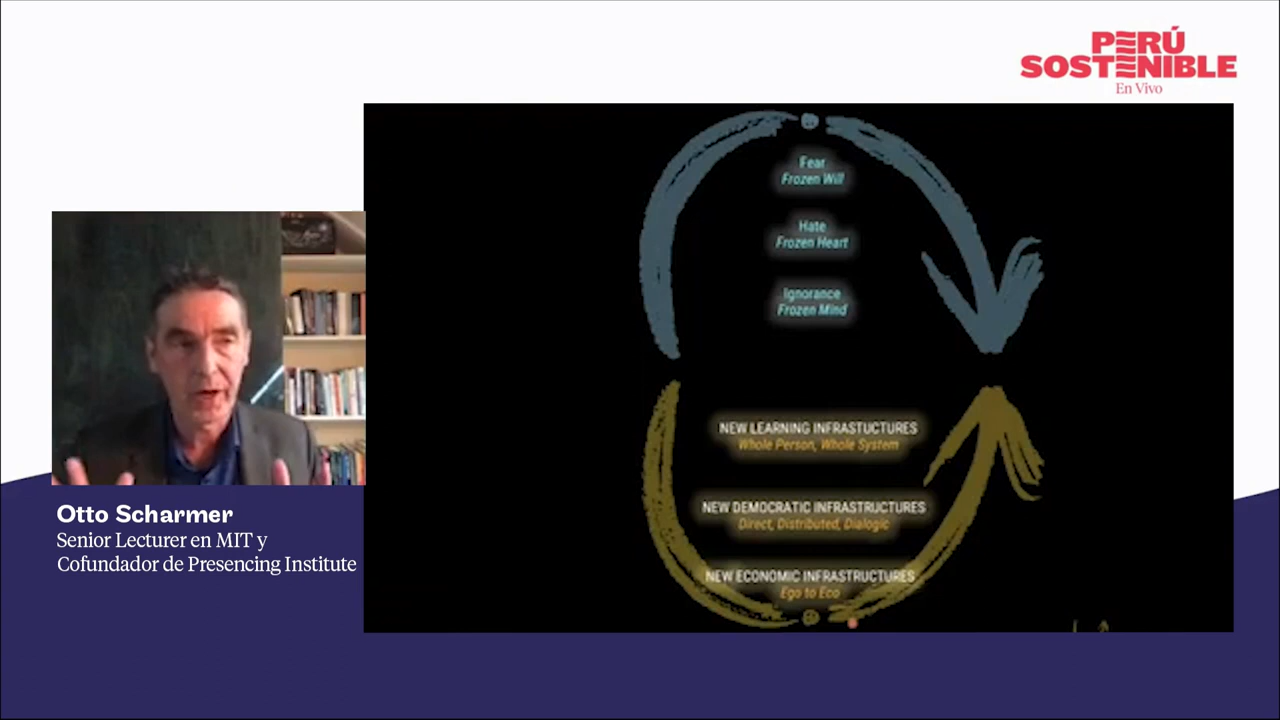 PERÚ
SOSTENIBLE
En Vivo
Fear
Frozen Will
Hate
Frozen Heart
Ignorance
Frozen Mind
NEW LEARNING INFRASTUCTURES
Whole Person, Whole System
NEW DEMOCRATIC INFRASTRUCTURES
Direct, Distributed, Dialogic
NEW ECONOMIC INFRASTRUCTURES
Ego to Eco
Otto Scharmer
Senior Lecturer en MIT y
Cofundador de Presencing Institute